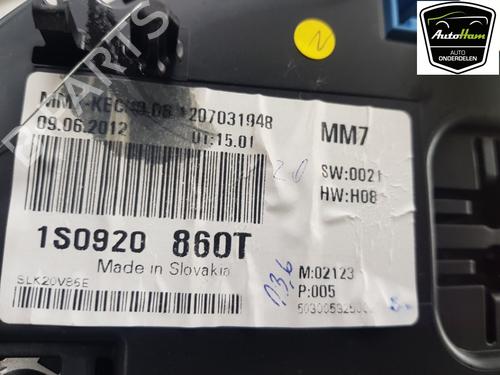 AutoHam
AUTO
ONDERDELEN
N
1207031948
09.06.2012
01:15.01
MM7
SW:0021
HW:H08
1S0920 860T
Made in Slovakia
SLK20V86E
M:02123
P:005